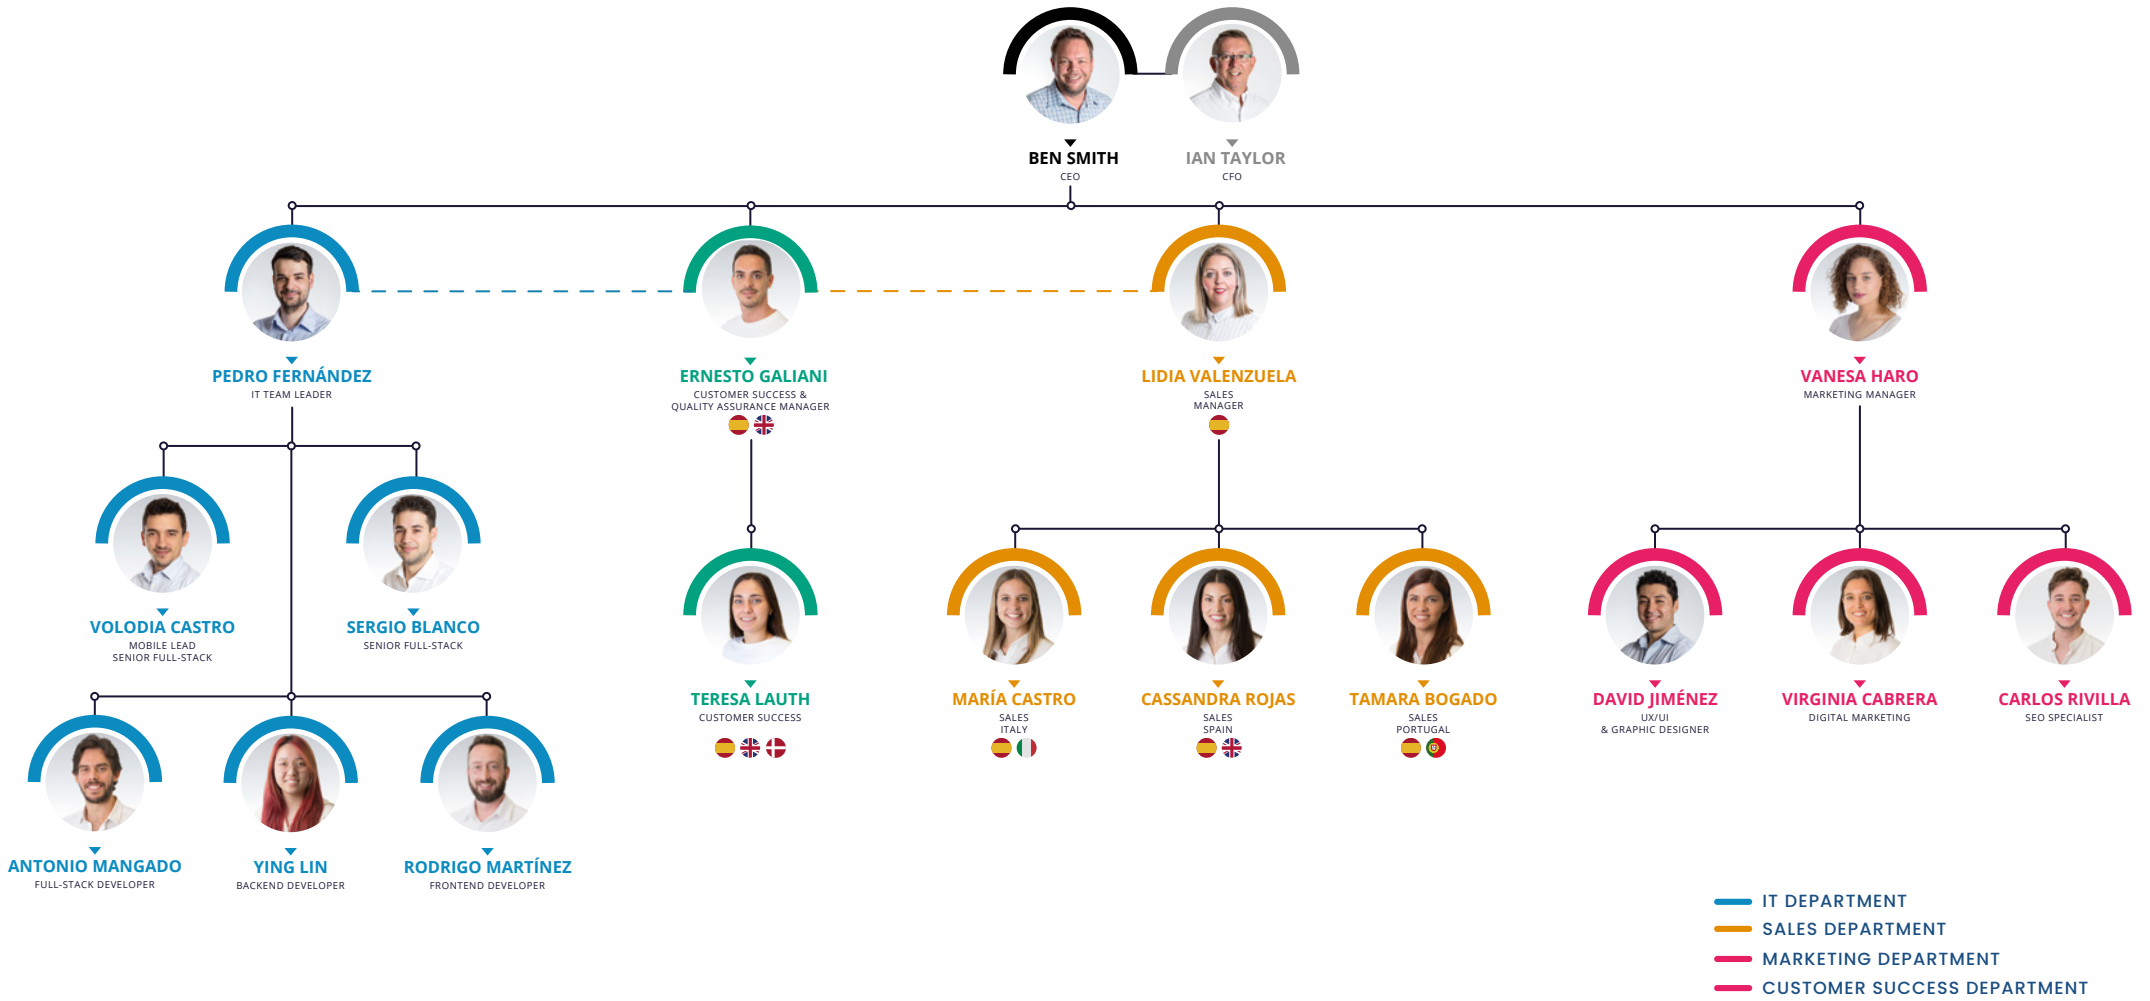 BEN SMITH
CEO
IAN TAYLOR
CFO
PEDRO FERNÁNDEZ
IT TEAM LEADER
ERNESTO GALIANI
CUSTOMER SUCCESS &
QUALITY ASSURANCE MANAGER
LIDIA VALENZUELA
SALES
MANAGER
VANESA HARO
MARKETING MANAGER
VOLODIA CASTRO
MOBILE LEAD
SENIOR FULL-STACK
SERGIO BLANCO
SENIOR FULL-STACK
TERESA LAUTH
CUSTOMER SUCCESS
MARÍA CASTRO
SALES
ITALY
CASSANDRA ROJAS
SALES
SPAIN
TAMARA BOGADO
SALES
PORTUGAL
DAVID JIMÉNEZ
UX/UI
& GRAPHIC DESIGNER
VIRGINIA CABRERA
DIGITAL MARKETING
CARLOS RIVILLA
SEO SPECIALIST
ANTONIO MANGADO
FULL-STACK DEVELOPER
YING LIN
BACKEND DEVELOPER
RODRIGO MARTÍNEZ
FRONTEND DEVELOPER
IT DEPARTMENT
SALES DEPARTMENT
MARKETING DEPARTMENT
CUSTOMER SUCCESS DEPARTMENT